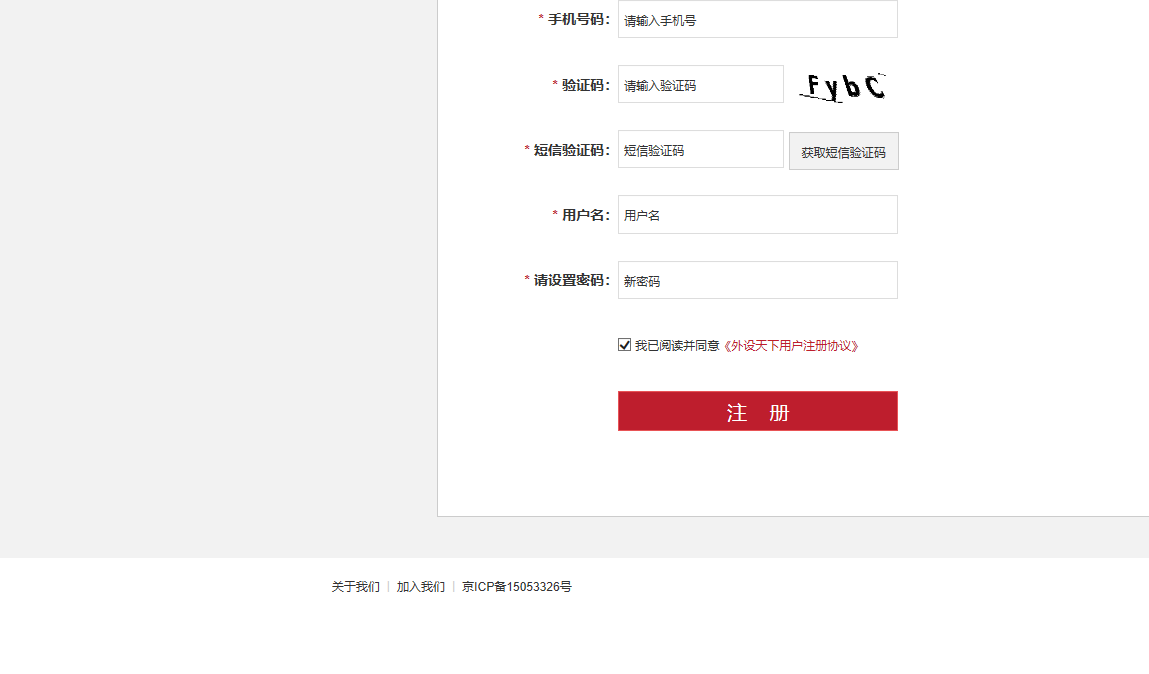 * 手机号码： 请输入手机号
* 验证码： 请输入验证码 FybC
* 短信验证码： 短信验证码 获取短信验证码
* 用户名： 用户名
* 请设置密码： 新密码
我已阅读并同意《外设天下用户注册协议》
注 册
关于我们 | 加入我们 | 京ICP备15053326号